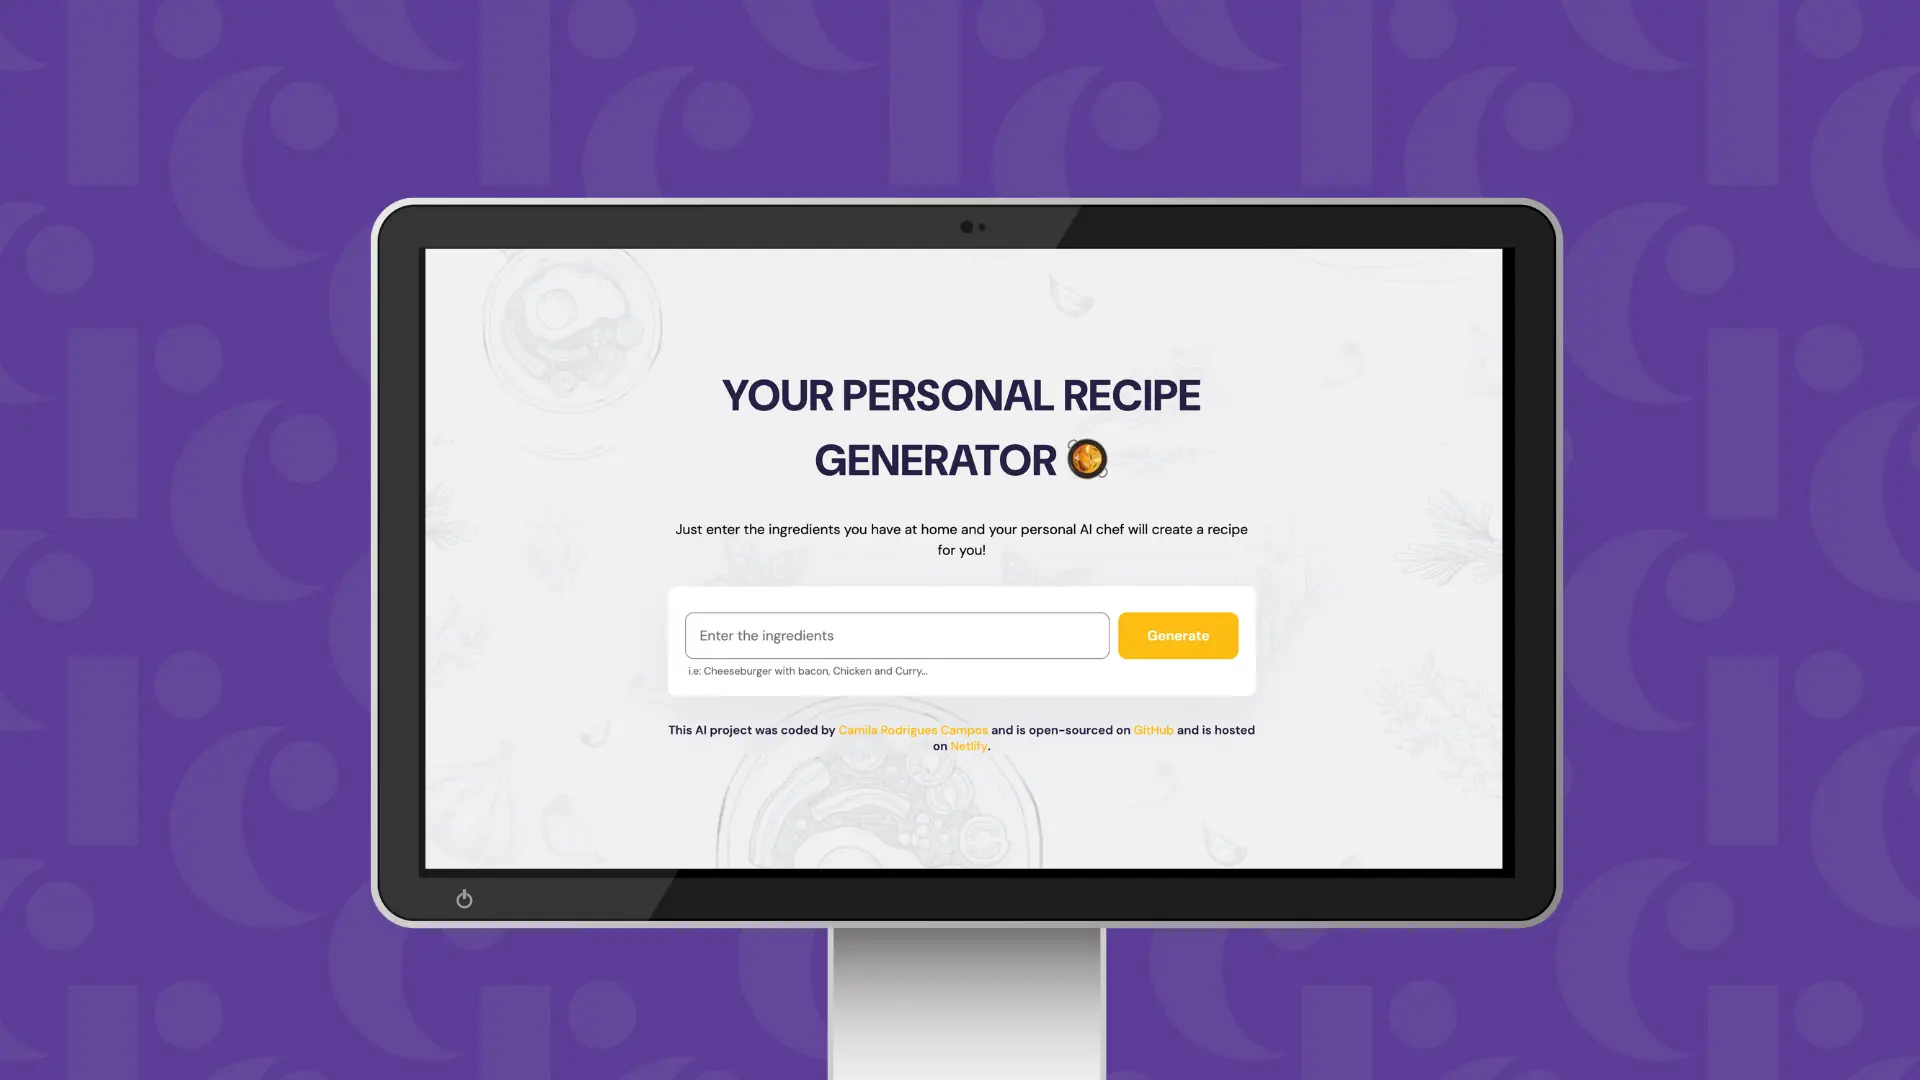 YOUR PERSONAL RECIPE
GENERATOR
Just enter the ingredients you have at home and your personal AI chef will create a recipe
for you!
Enter the ingredients
Generate
i.e: Cheeseburger with bacon, Chicken and Curry...
This AI project was coded by Camila Rodrigues Campos and is open-sourced on GitHub and is hosted
on Netlify.